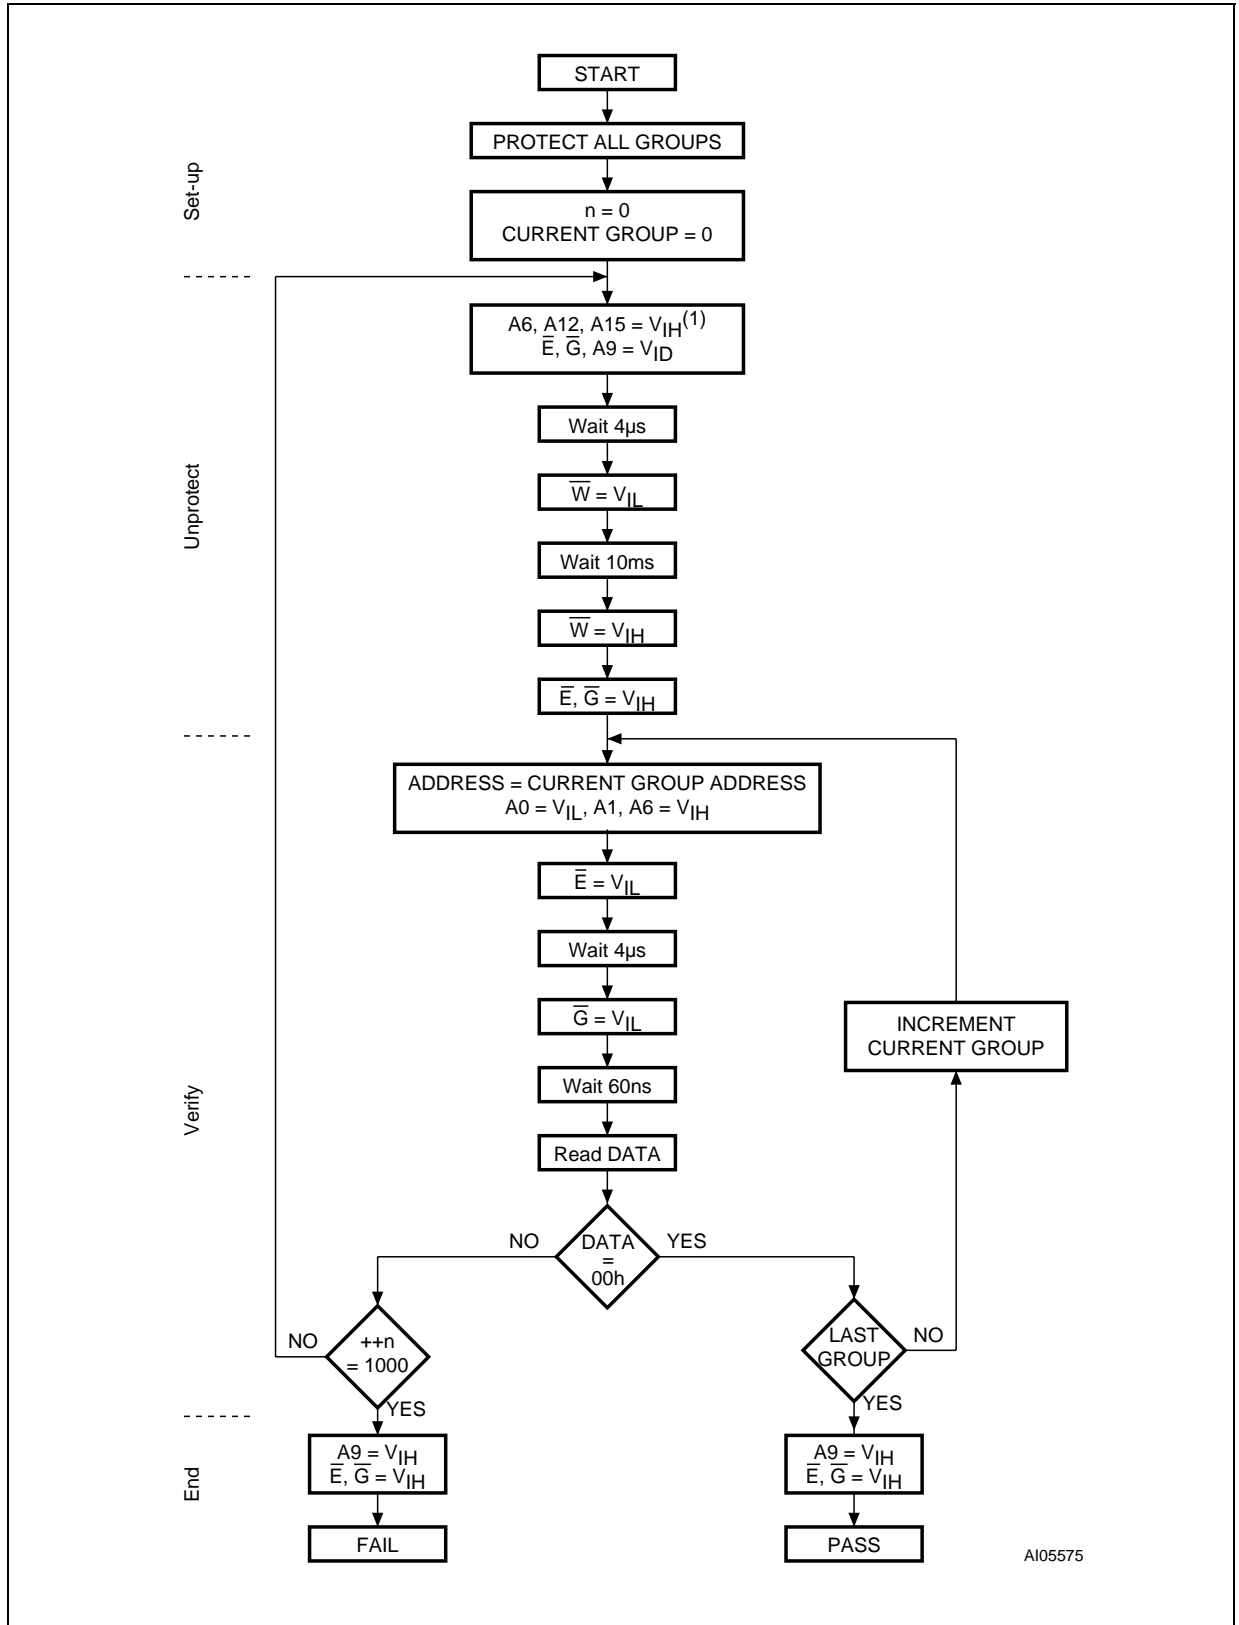 START
PROTECT ALL GROUPS
Set-up
n = 0
CURRENT GROUP = 0
A6, A12, A15 = VIH(1)
E̅, G̅, A9 = VID
Wait 4µs
Unprotect
W̅ = VIL
Wait 10ms
W̅ = VIH
E̅, G̅ = VIH
ADDRESS = CURRENT GROUP ADDRESS
A0 = VIL, A1, A6 = VIH
E̅ = VIL
Wait 4µs
G̅ = VIL
INCREMENT
CURRENT GROUP
Wait 60ns
Verify
Read DATA
NO
DATA
=
00h
YES
NO
++n
= 1000
YES
LAST
GROUP
NO
YES
End
A9 = VIH
E̅, G̅ = VIH
A9 = VIH
E̅, G̅ = VIH
FAIL
PASS
AI05575